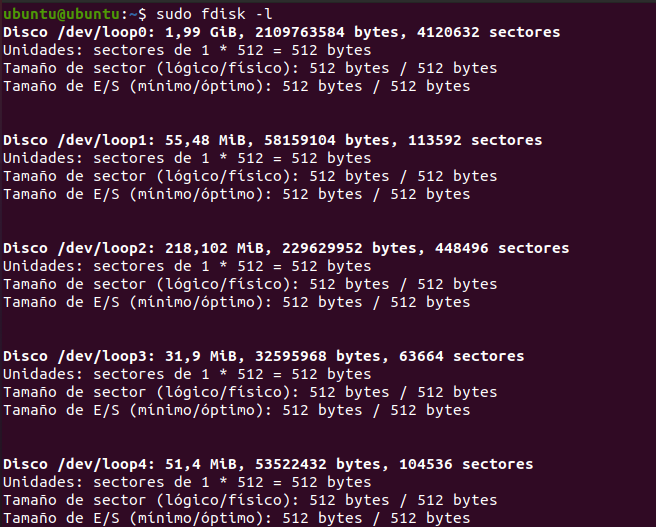 ubuntu@ubuntu:~$ sudo fdisk -l
Disco /dev/loop0: 1,99 GiB, 2109763584 bytes, 4120632 sectores
Unidades: sectores de 1 * 512 = 512 bytes
Tamaño de sector (lógico/físico): 512 bytes / 512 bytes
Tamaño de E/S (mínimo/óptimo): 512 bytes / 512 bytes
Disco /dev/loop1: 55,48 MiB, 58159104 bytes, 113592 sectores
Unidades: sectores de 1 * 512 = 512 bytes
Tamaño de sector (lógico/físico): 512 bytes / 512 bytes
Tamaño de E/S (mínimo/óptimo): 512 bytes / 512 bytes
Disco /dev/loop2: 218,102 MiB, 229629952 bytes, 448496 sectores
Unidades: sectores de 1 * 512 = 512 bytes
Tamaño de sector (lógico/físico): 512 bytes / 512 bytes
Tamaño de E/S (mínimo/óptimo): 512 bytes / 512 bytes
Disco /dev/loop3: 31,9 MiB, 32595968 bytes, 63664 sectores
Unidades: sectores de 1 * 512 = 512 bytes
Tamaño de sector (lógico/físico): 512 bytes / 512 bytes
Tamaño de E/S (mínimo/óptimo): 512 bytes / 512 bytes
Disco /dev/loop4: 51,4 MiB, 53522432 bytes, 104536 sectores
Unidades: sectores de 1 * 512 = 512 bytes
Tamaño de sector (lógico/físico): 512 bytes / 512 bytes
Tamaño de E/S (mínimo/óptimo): 512 bytes / 512 bytes